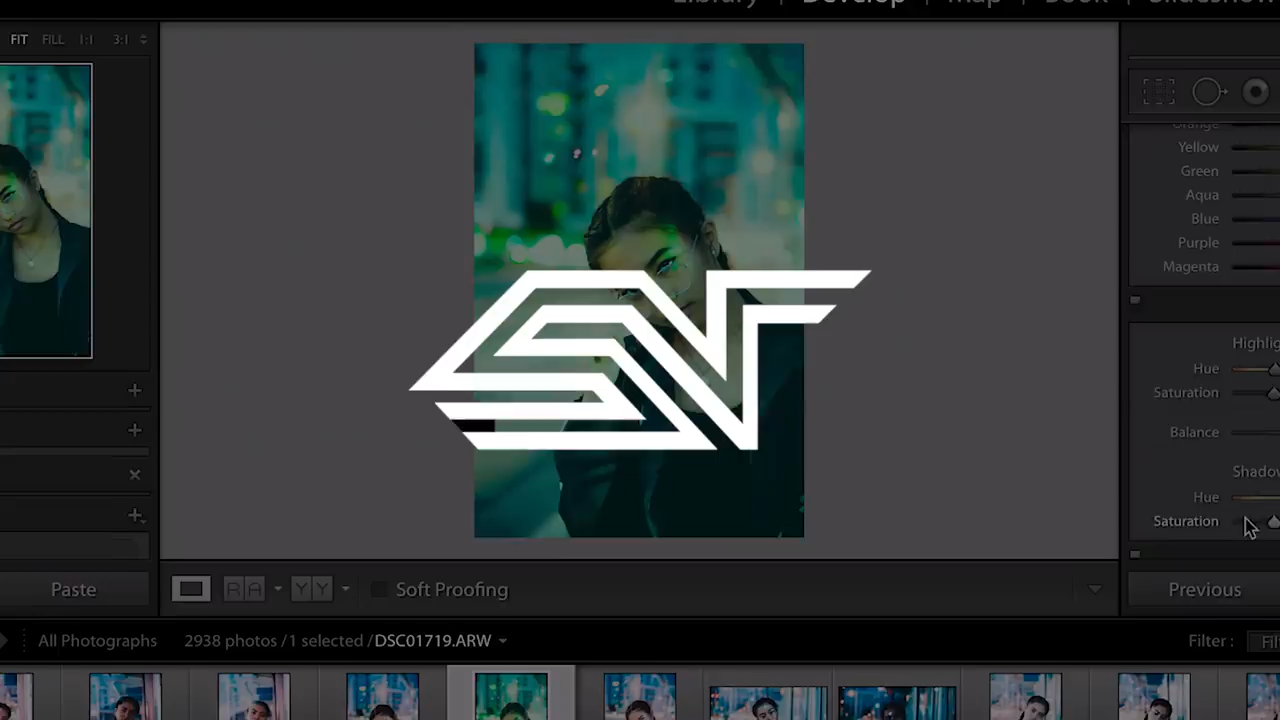 Library | Develop | Map | Book | Slideshow
FIT FILL 1:1 3:1
Orange
Yellow
Green
Aqua
Blue
Purple
Magenta
Hue
Saturation
Balance
Hue
Saturation
Paste
R A Y Y Soft Proofing
Previous
All Photographs 2938 photos /1 selected /DSC01719.ARW
Filter :